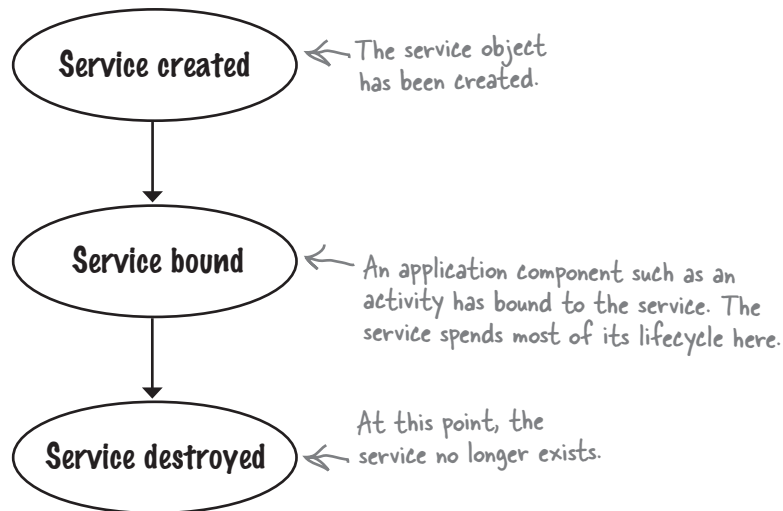 Service created
The service object
has been created.
Service bound
An application component such as an
activity has bound to the service. The
service spends most of its lifecycle here.
Service destroyed
At this point, the
service no longer exists.